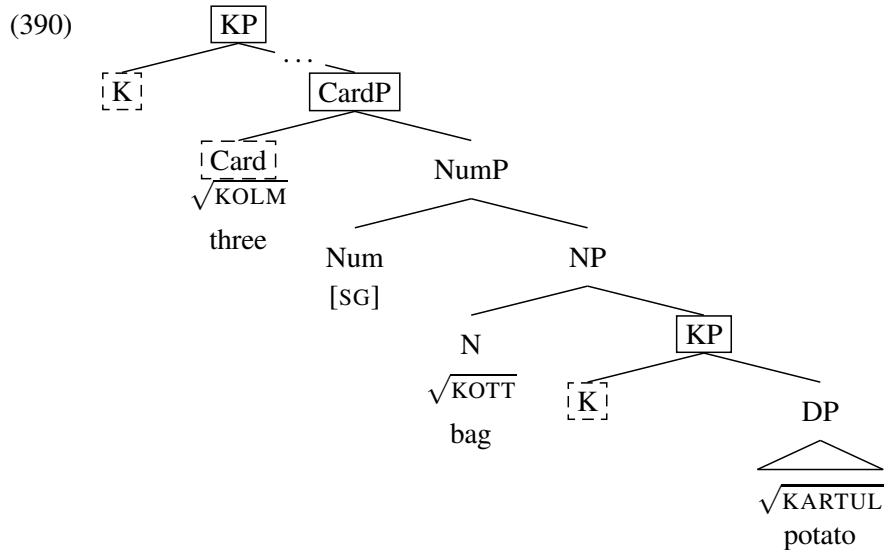 (390) KP
...
K CardP
Card NumP
√KOLM
three Num NP
[SG]
N KP
√KOTT K DP
bag
√KARTUL
potato